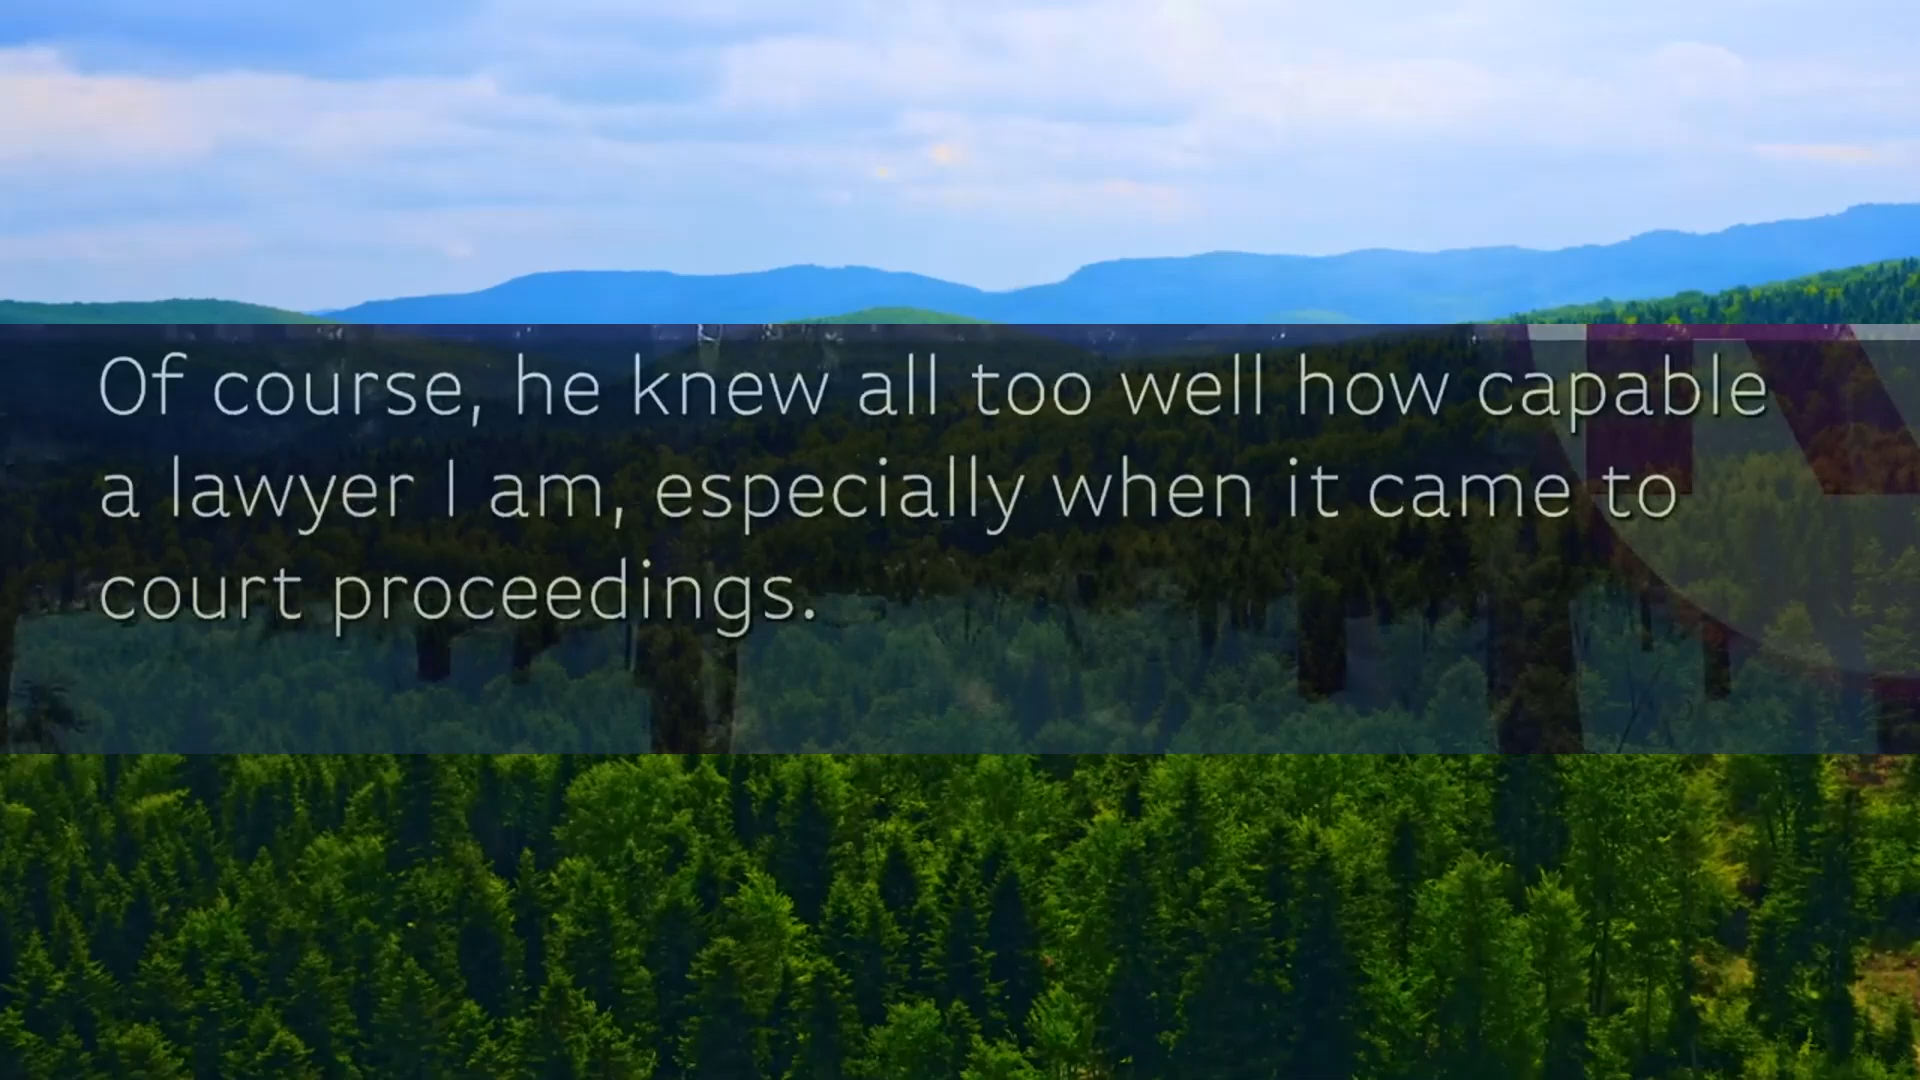 Of course, he knew all too well how capable
a lawyer I am, especially when it came to
court proceedings.